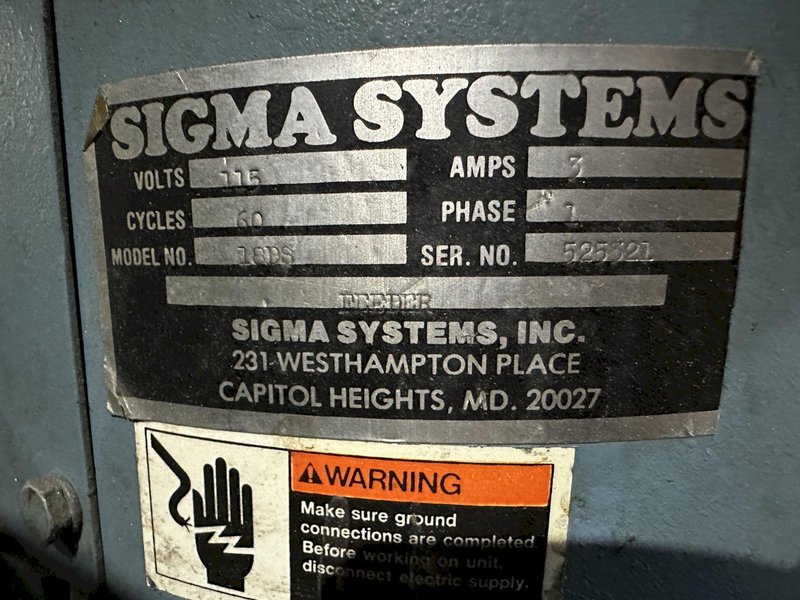 SIGMA SYSTEMS
VOLTS 115 AMPS 3
CYCLES 60 PHASE 1
MODEL NO. SER. NO. 525321
FEEDER
SIGMA SYSTEMS, INC.
231 WESTHAMPTON PLACE
CAPITOL HEIGHTS, MD. 20027
WARNING
Make sure ground
connections are completed.
Before working on unit,
disconnect electric supply.